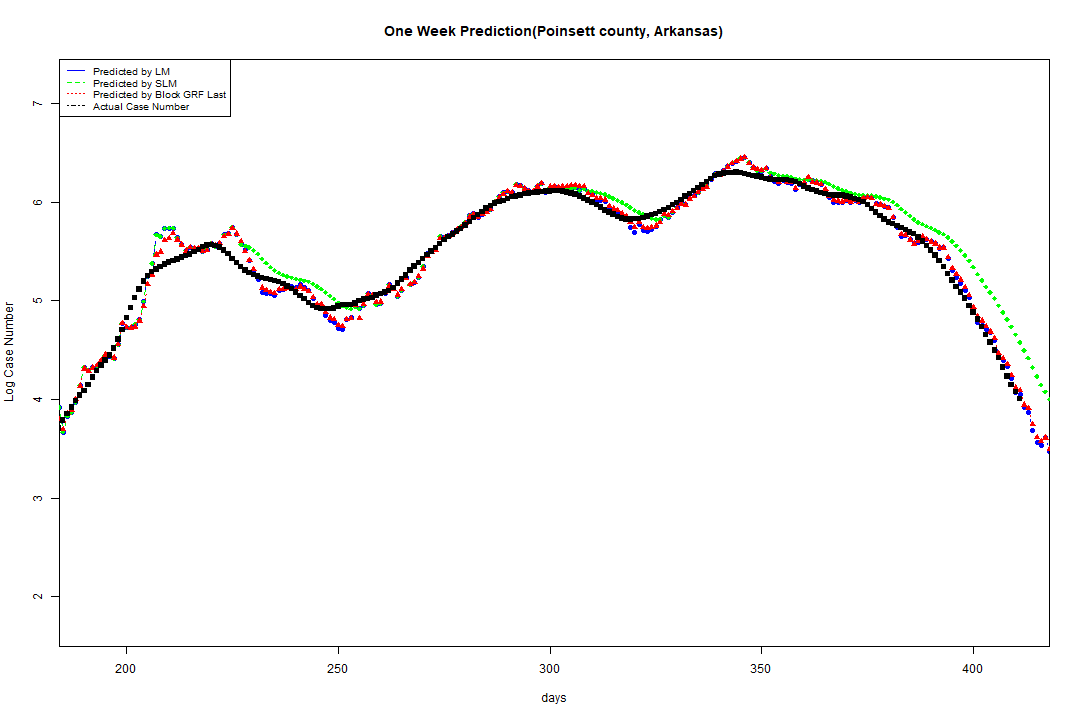 One Week Prediction(Poinsett county, Arkansas)
Predicted by LM
Predicted by SLM
Predicted by Block GRF Last
Actual Case Number
7
6
5
4
3
2
Log Case Number
200 250 300 350 400
days